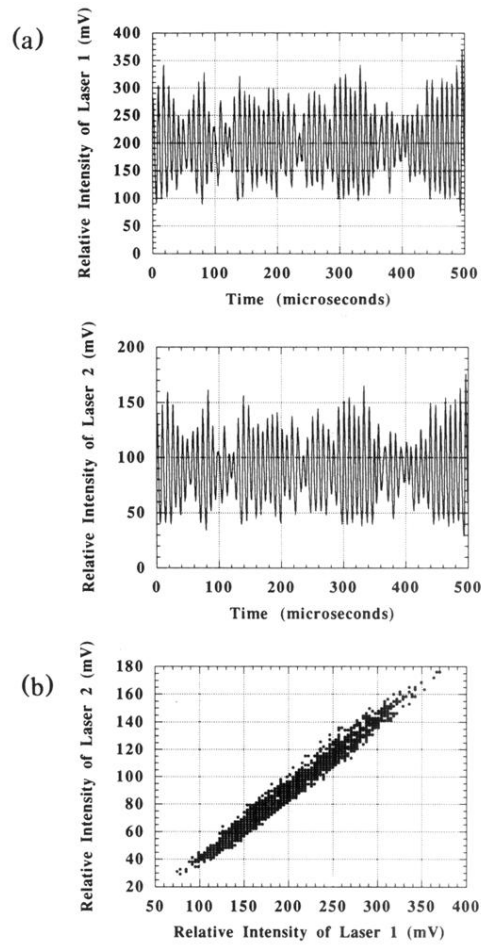 (a)
Relative Intensity of Laser 1 (mV)
400
350
300
250
200
150
100
50
0
0 100 200 300 400 500
Time (microseconds)
Relative Intensity of Laser 2 (mV)
200
150
100
50
0
0 100 200 300 400 500
Time (microseconds)
(b)
Relative Intensity of Laser 2 (mV)
180
160
140
120
100
80
60
40
20
50 100 150 200 250 300 350 400
Relative Intensity of Laser 1 (mV)